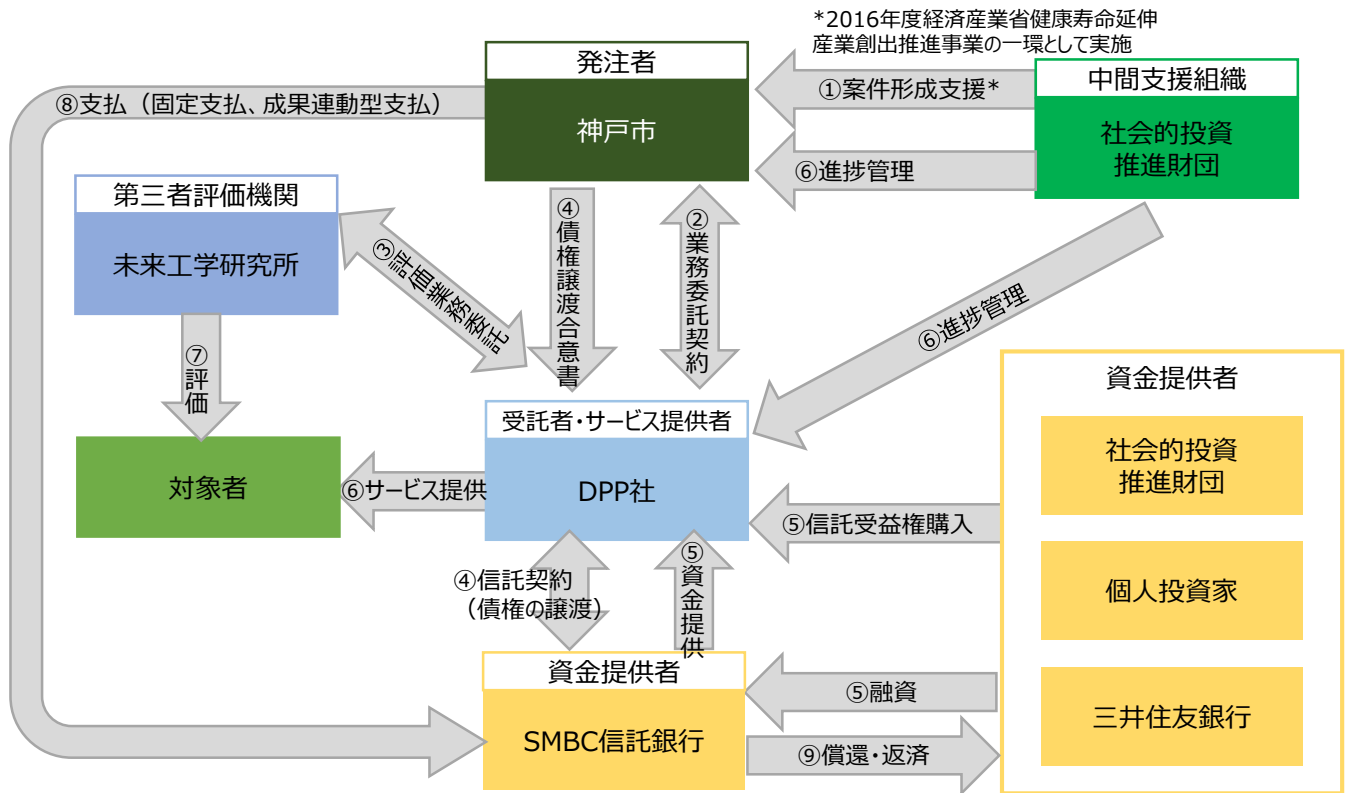 *2016年度経済産業省健康寿命延伸
産業創出推進事業の一環として実施
発注者
神戸市
⑧支払（固定支払、成果連動型支払）
①案件形成支援*
中間支援組織
社会的投資
推進財団
⑥進捗管理
第三者評価機関
未来工学研究所
③評価業務委託
④債権譲渡合意書
②業務委託契約
⑥進捗管理
⑦評価
資金提供者
社会的投資
推進財団
個人投資家
三井住友銀行
受託者・サービス提供者
DPP社
対象者
⑥サービス提供
⑤信託受益権購入
④信託契約
（債権の譲渡）
⑤資金提供
資金提供者
SMBC信託銀行
⑤融資
⑨償還・返済